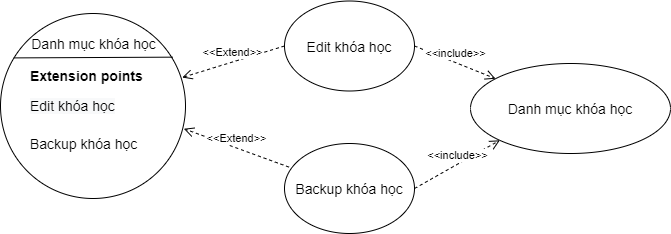 Danh mục khóa học
Extension points
Edit khóa học
Backup khóa học
<<Extend>>
<<Extend>>
Edit khóa học
Backup khóa học
<<include>>
<<include>>
Danh mục khóa học